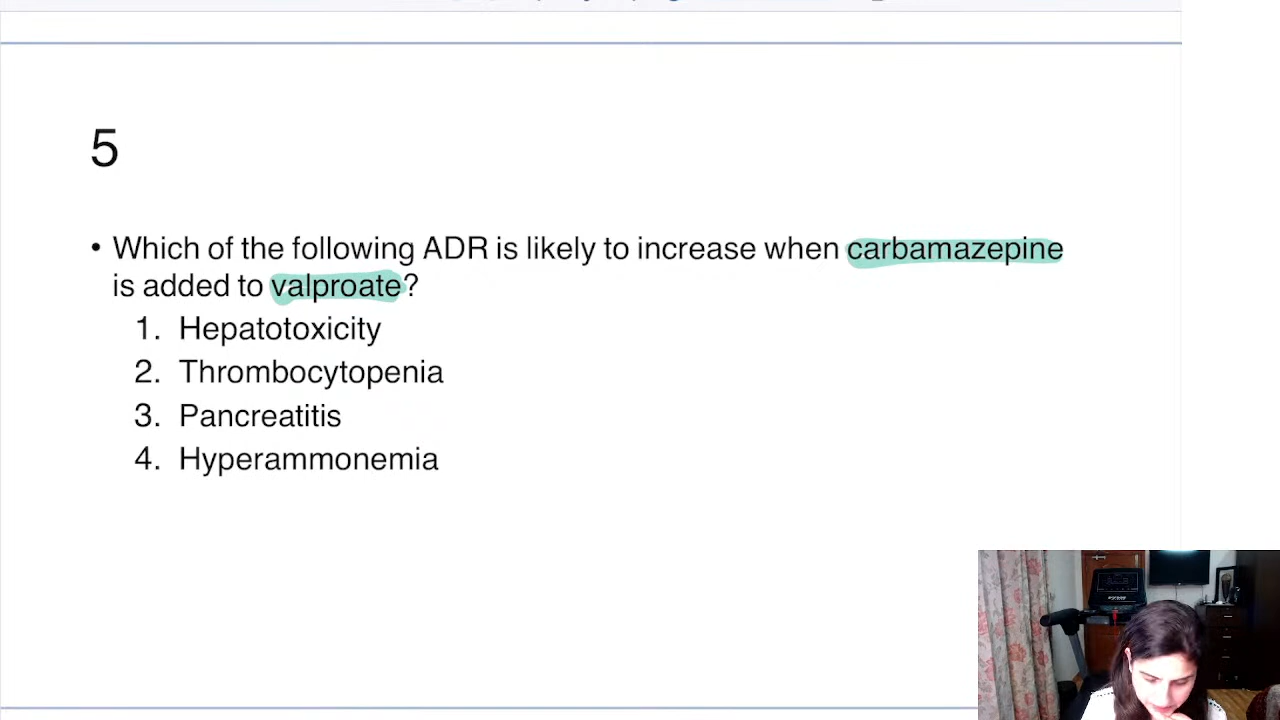 5
• Which of the following ADR is likely to increase when carbamazepine
is added to valproate?
1. Hepatotoxicity
2. Thrombocytopenia
3. Pancreatitis
4. Hyperammonemia